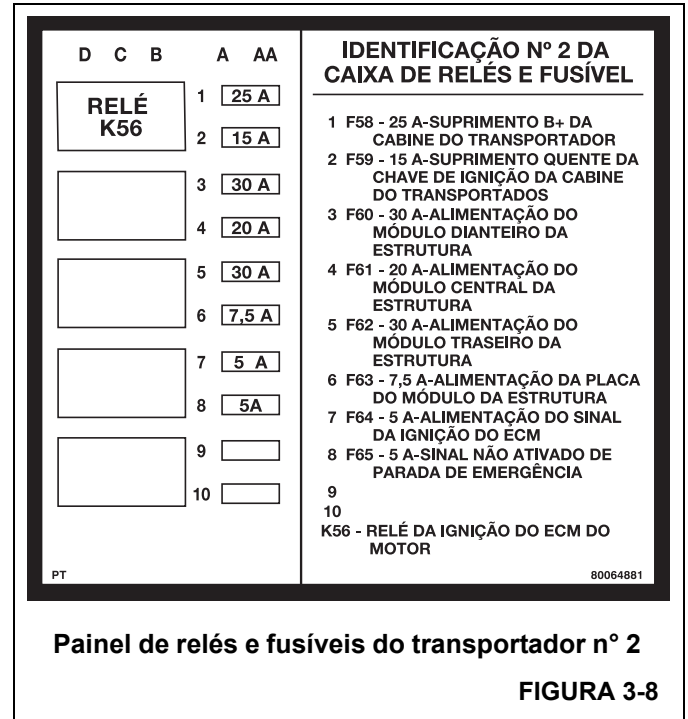 D C B A AA
RELÉ
K56
1 25 A
2 15 A
3 30 A
4 20 A
5 30 A
6 7,5 A
7 5 A
8 5A
9
10
PT
IDENTIFICAÇÃO Nº 2 DA
CAIXA DE RELÉS E FUSÍVEL
1 F58 - 25 A-SUPRIMENTO B+ DA
CABINE DO TRANSPORTADOR
2 F59 - 15 A-SUPRIMENTO QUENTE DA
CHAVE DE IGNIÇÃO DA CABINE
DO TRANSPORTADOS
3 F60 - 30 A-ALIMENTAÇÃO DO
MÓDULO DIANTEIRO DA
ESTRUTURA
4 F61 - 20 A-ALIMENTAÇÃO DO
MÓDULO CENTRAL DA
ESTRUTURA
5 F62 - 30 A-ALIMENTAÇÃO DO
MÓDULO TRASEIRO DA
ESTRUTURA
6 F63 - 7,5 A-ALIMENTAÇÃO DA PLACA
DO MÓDULO DA ESTRUTURA
7 F64 - 5 A-ALIMENTAÇÃO DO SINAL
DA IGNIÇÃO DO ECM
8 F65 - 5 A-SINAL NÃO ATIVADO DE
PARADA DE EMERGÊNCIA
9
10
K56 - RELÉ DA IGNIÇÃO DO ECM DO
MOTOR
80064881
Painel de relés e fusíveis do transportador n° 2
FIGURA 3-8